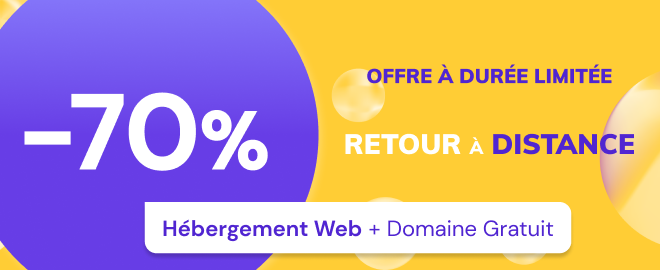 -70%
OFFRE À DURÉE LIMITÉE
RETOUR À DISTANCE
Hébergement Web + Domaine Gratuit